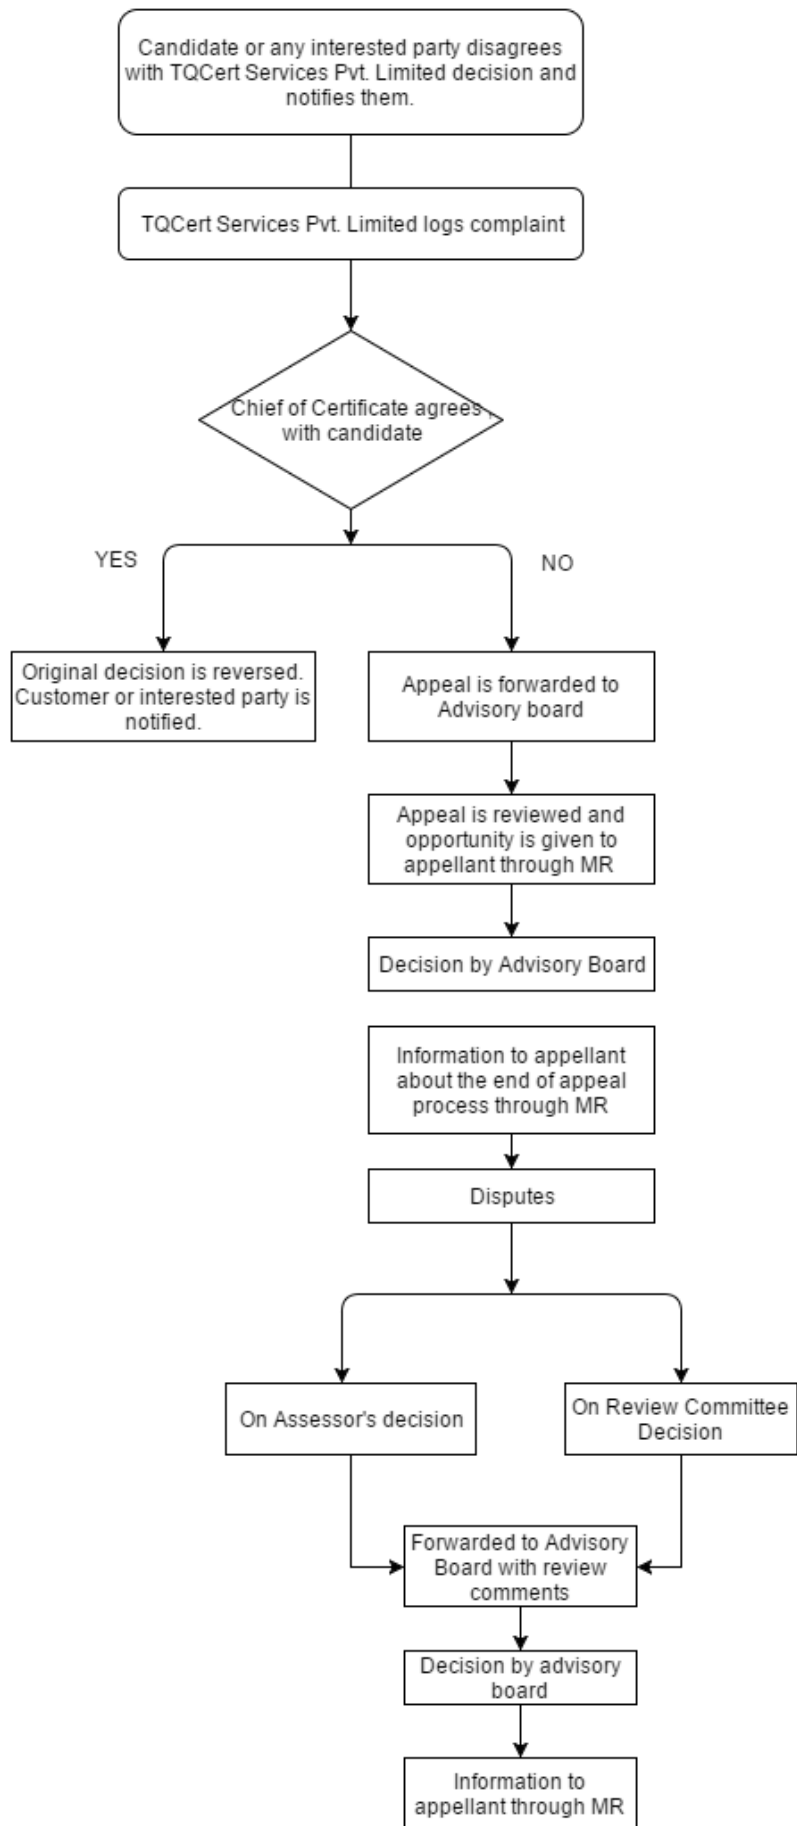 Candidate or any interested party disagrees
with TQCert Services Pvt. Limited decision and
notifies them.
TQCert Services Pvt. Limited logs complaint
Chief of Certificate agrees
with candidate
YES
NO
Original decision is reversed.
Customer or interested party is
notified.
Appeal is forwarded to
Advisory board
Appeal is reviewed and
opportunity is given to
appellant through MR
Decision by Advisory Board
Information to appellant
about the end of appeal
process through MR
Disputes
On Assessor's decision
On Review Committee
Decision
Forwarded to Advisory
Board with review
comments
Decision by advisory
board
Information to
appellant through MR